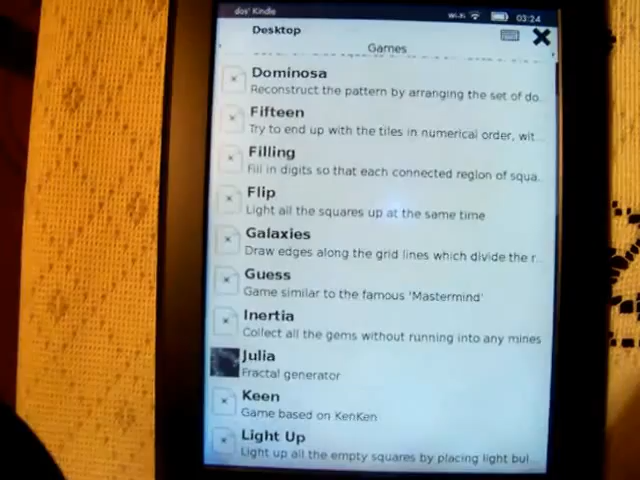 dos' Kindle
Wi-Fi 03:24
Desktop
Games
Dominosa
Reconstruct the pattern by arranging the set of do...
Fifteen
Try to end up with the tiles in numerical order, wit...
Filling
Fill in digits so that each connected region of squa...
Flip
Light all the squares up at the same time
Galaxies
Draw edges along the grid lines which divide the r...
Guess
Game similar to the famous 'Mastermind'
Inertia
Collect all the gems without running into any mines
Julia
Fractal generator
Keen
Game based on KenKen
Light Up
Light up all the empty squares by placing light bul...